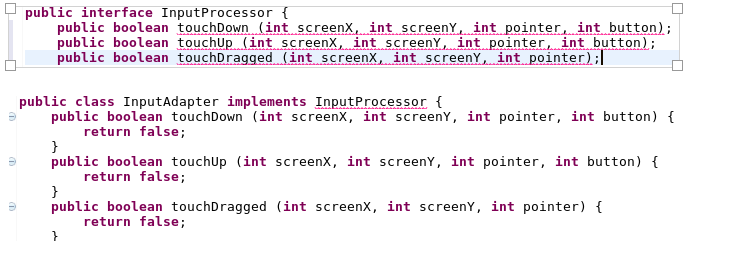 public interface InputProcessor {
    public boolean touchDown (int screenX, int screenY, int pointer, int button);
    public boolean touchUp (int screenX, int screenY, int pointer, int button);
    public boolean touchDragged (int screenX, int screenY, int pointer);
public class InputAdapter implements InputProcessor {
    public boolean touchDown (int screenX, int screenY, int pointer, int button) {
        return false;
    }
    public boolean touchUp (int screenX, int screenY, int pointer, int button) {
        return false;
    }
    public boolean touchDragged (int screenX, int screenY, int pointer) {
        return false;
    }